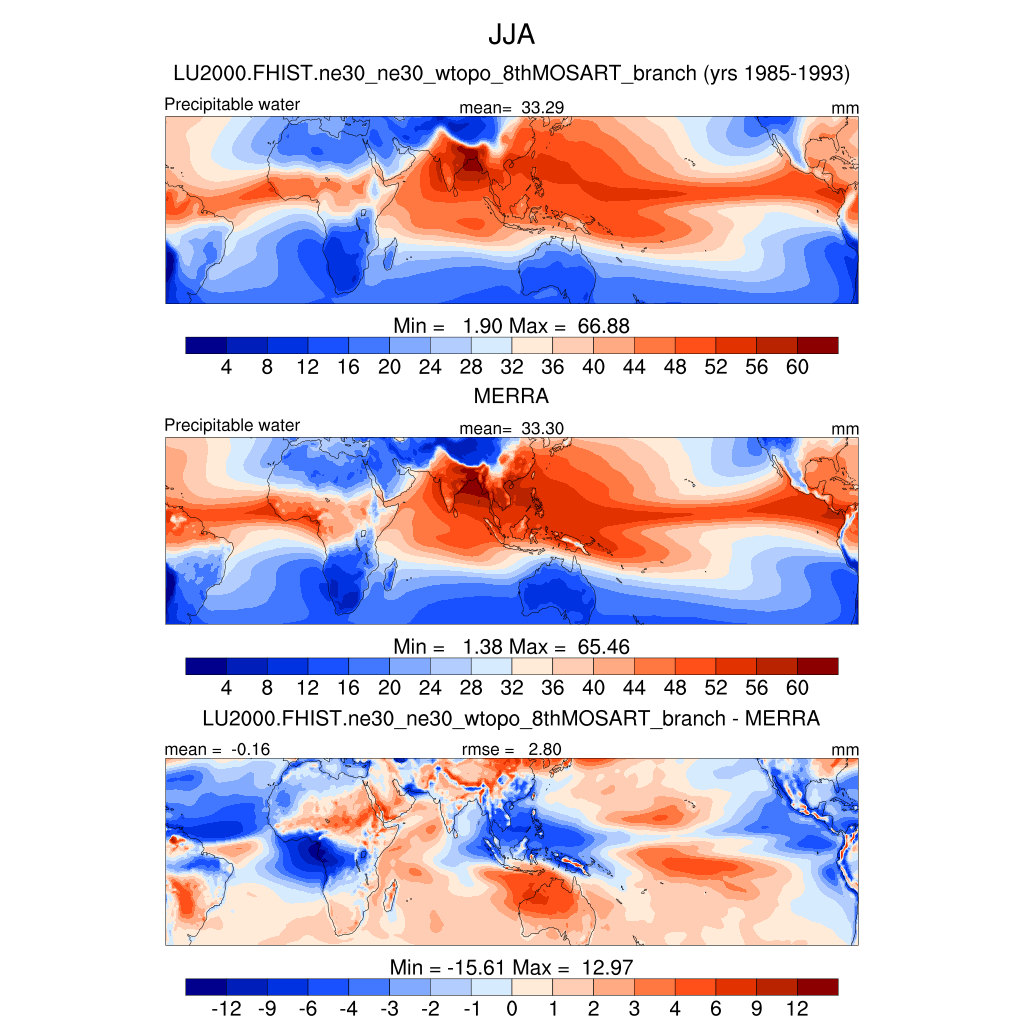 JJA
LU2000.FHIST.ne30_ne30_wtopo_8thMOSART_branch (yrs 1985-1993)
Precipitable water mean= 33.29 mm
Min = 1.90 Max = 66.88
4 8 12 16 20 24 28 32 36 40 44 48 52 56 60
MERRA
Precipitable water mean= 33.30 mm
Min = 1.38 Max = 65.46
4 8 12 16 20 24 28 32 36 40 44 48 52 56 60
LU2000.FHIST.ne30_ne30_wtopo_8thMOSART_branch - MERRA
mean = -0.16 rmse = 2.80 mm
Min = -15.61 Max = 12.97
-12 -9 -6 -4 -3 -2 -1 0 1 2 3 4 6 9 12